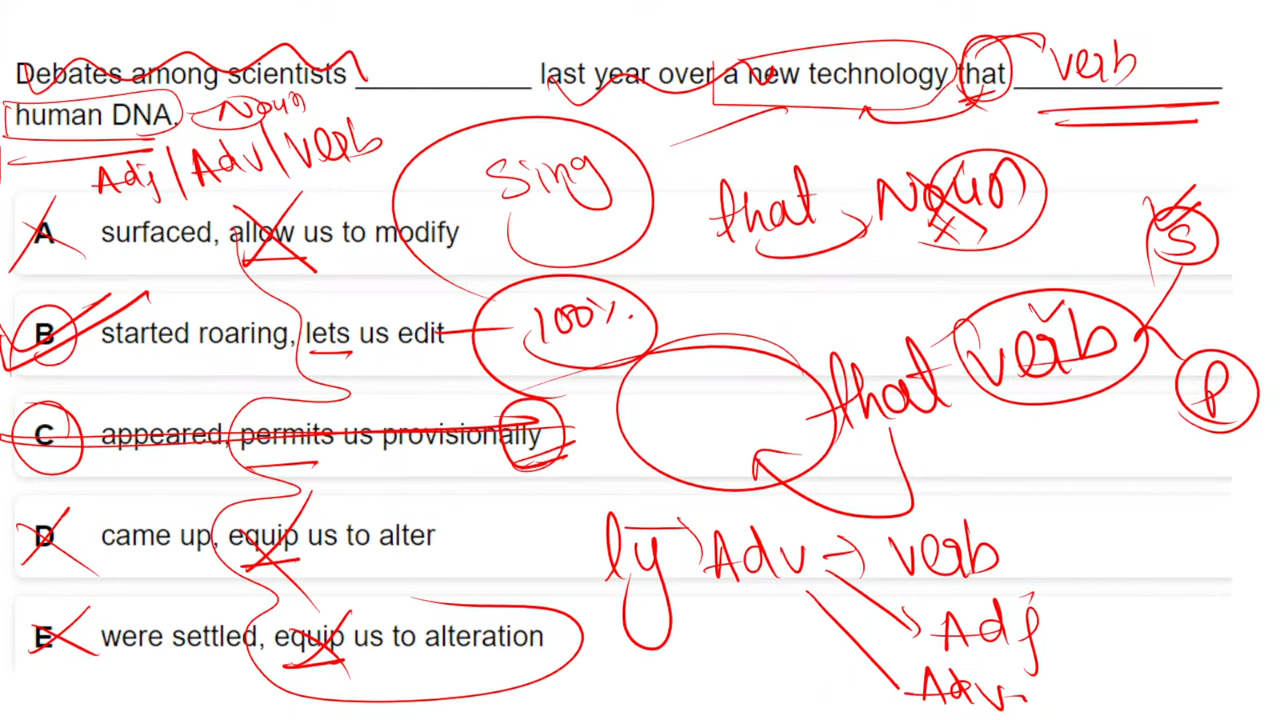 Debates among scientists ____________ last year over a new technology that ______________ verb
human DNA. Noun
Adj | Adv | Verb
Sing
that Noun
S
A surfaced, allow us to modify
100%.
B started roaring, lets us edit
that verb
P
C appeared, permits us provisionally
D came up, equip us to alter
ly Adv → verb
Adj
E were settled, equip us to alteration
Adv